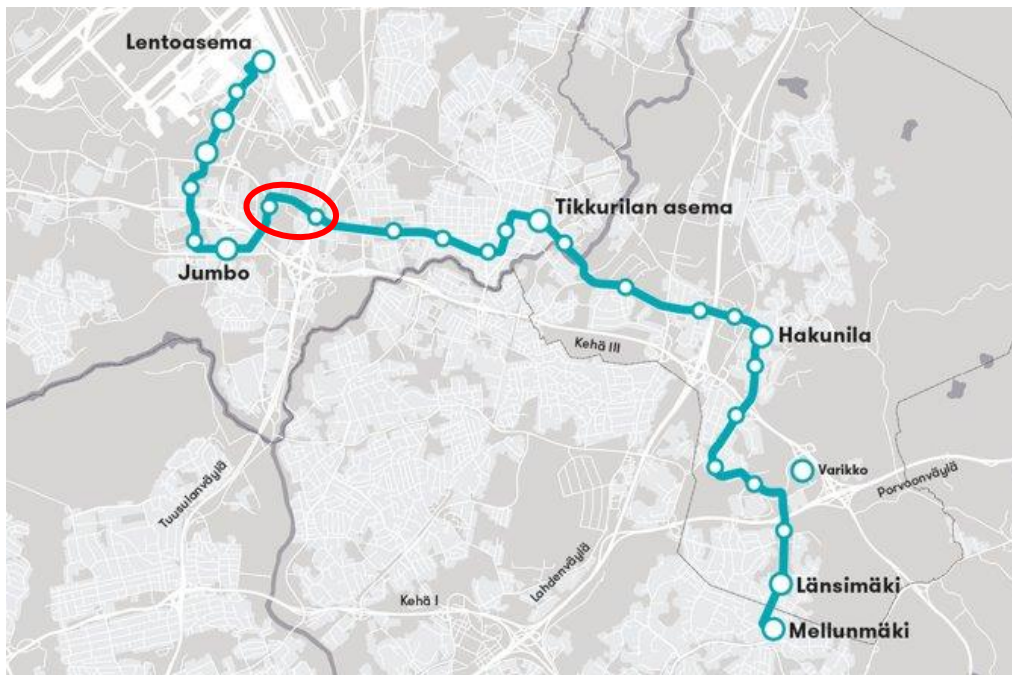 Lentoasema
Tikkurilan asema
Jumbo
Hakunila
Kehä III
Varikko
Porvoonväylä
Tuusulanväylä
Lahdenväylä
Länsimäki
Kehä I
Mellunmäki